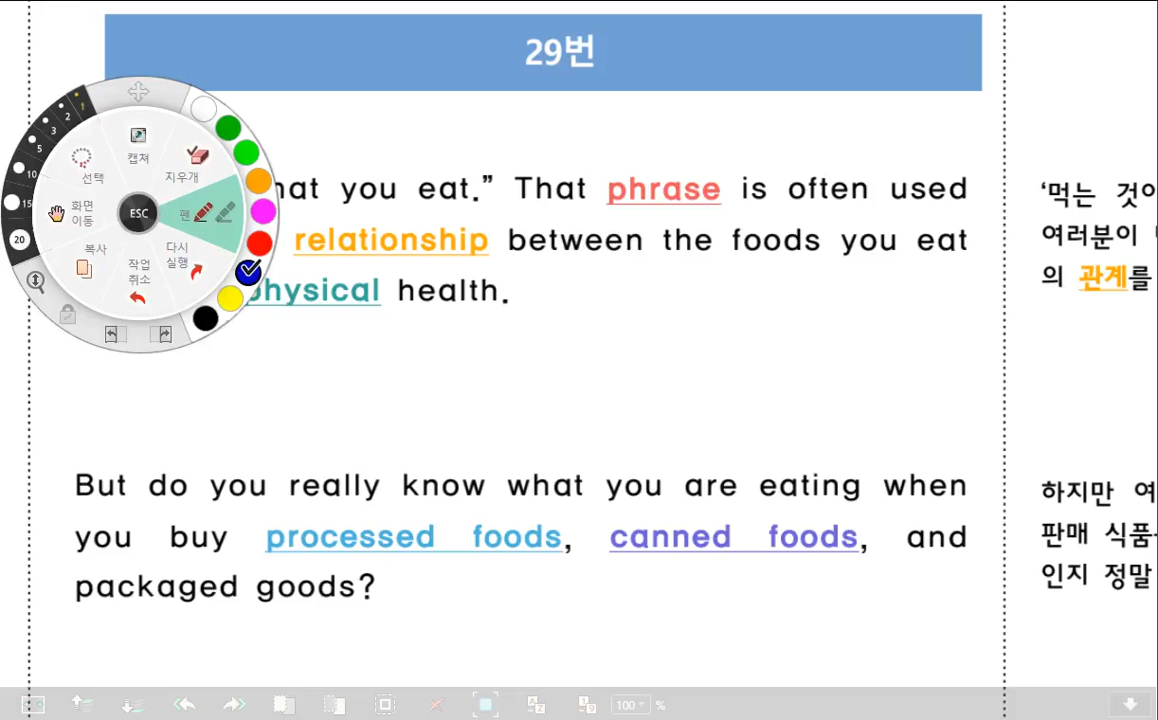 29번
hat you eat.” That phrase is often used
relationship between the foods you eat
physical health.
But do you really know what you are eating when
you buy processed foods, canned foods, and
packaged goods?
‘먹는 것이
여러분이
의 관계를
하지만 여
판매 식품
인지 정말
1
2
3
5
10
15
20
캡쳐
선택
지우개
화면
이동
ESC
펜
복사
작업
취소
다시
실행
100 %